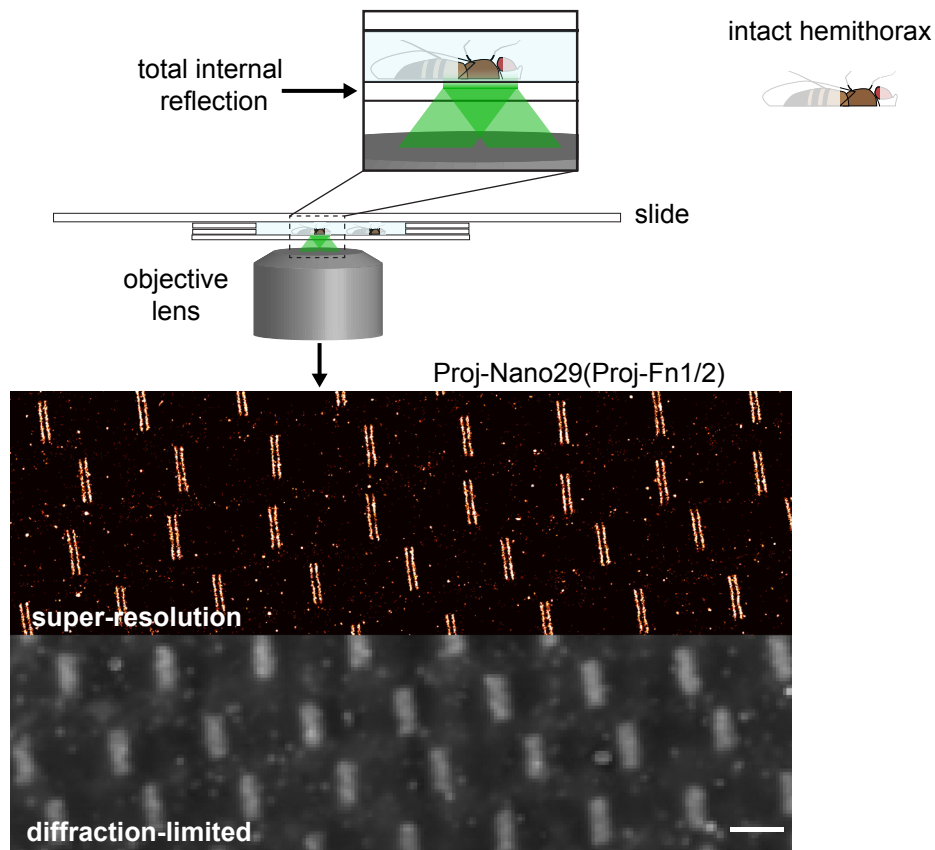 intact hemithorax
total internal
reflection
slide
objective
lens
Proj-Nano29(Proj-Fn1/2)
super-resolution
diffraction-limited